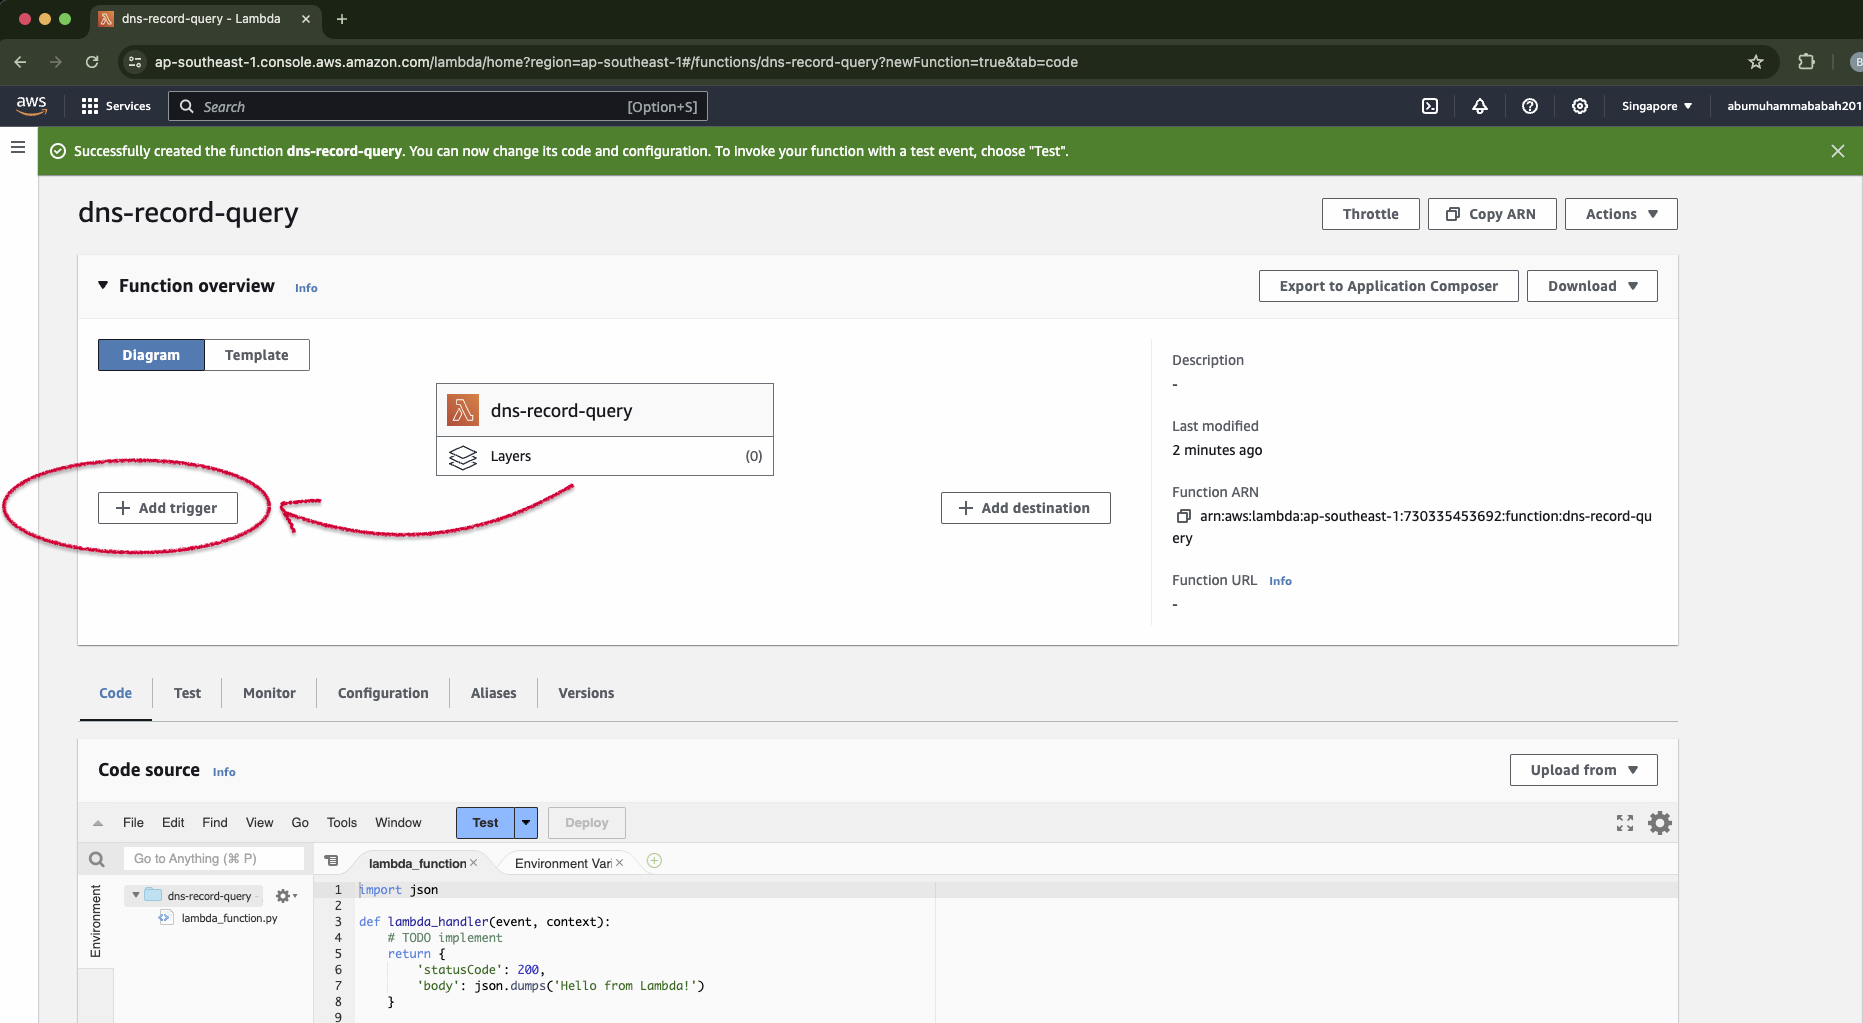 dns-record-query - Lambda
ap-southeast-1.console.aws.amazon.com/lambda/home?region=ap-southeast-1#/functions/dns-record-query?newFunction=true&tab=code
B
aws Services Search [Option+S] Singapore abumuhammababah201
Successfully created the function dns-record-query. You can now change its code and configuration. To invoke your function with a test event, choose "Test".
dns-record-query
Throttle Copy ARN Actions
Function overview Info
Export to Application Composer Download
Diagram Template
dns-record-query
Layers (0)
+ Add trigger
+ Add destination
Description
-
Last modified
2 minutes ago
Function ARN
arn:aws:lambda:ap-southeast-1:730335453692:function:dns-record-qu
ery
Function URL Info
-
Code Test Monitor Configuration Aliases Versions
Code source Info
Upload from
File Edit Find View Go Tools Window Test Deploy
Go to Anything (⌘ P)
lambda_function Environment Vari
Environment
dns-record-query -
lambda_function.py
1 import json
2
3 def lambda_handler(event, context):
4 # TODO implement
5 return {
6 'statusCode': 200,
7 'body': json.dumps('Hello from Lambda!')
8 }
9